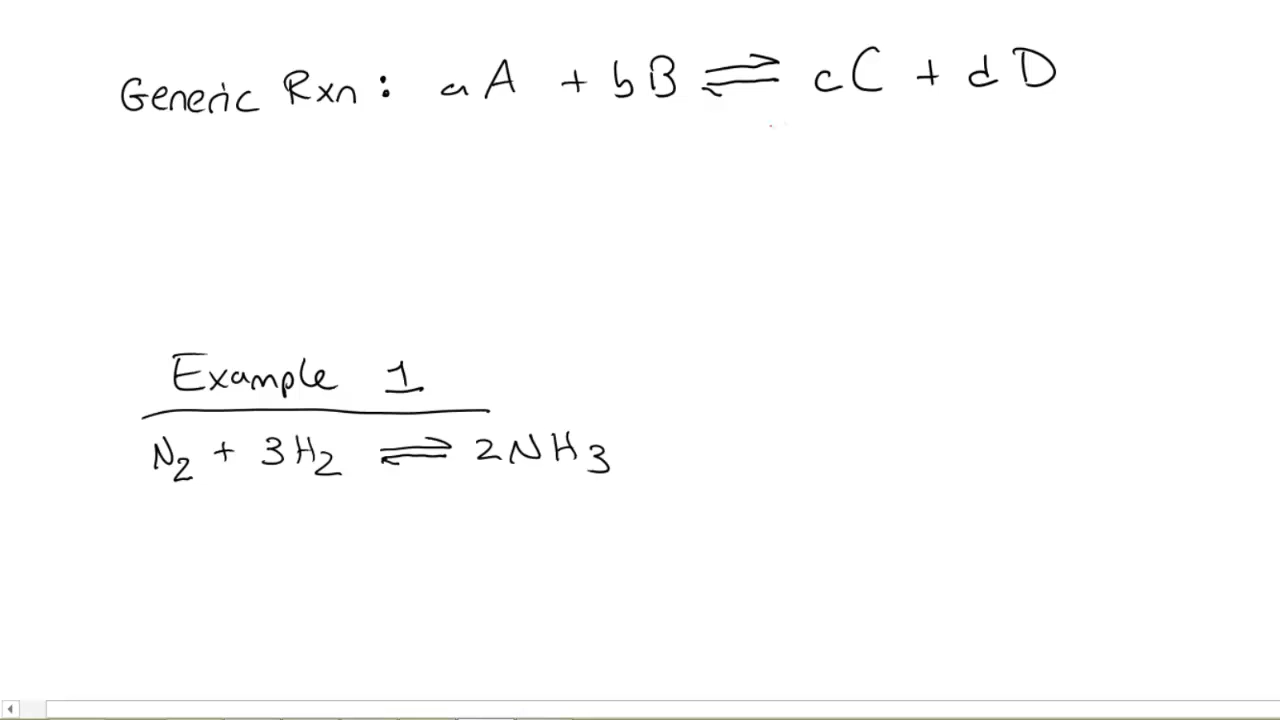 Generic Rxn: aA + bB ⇌ cC + dD
Example 1
N₂ + 3H₂ ⇌ 2NH₃